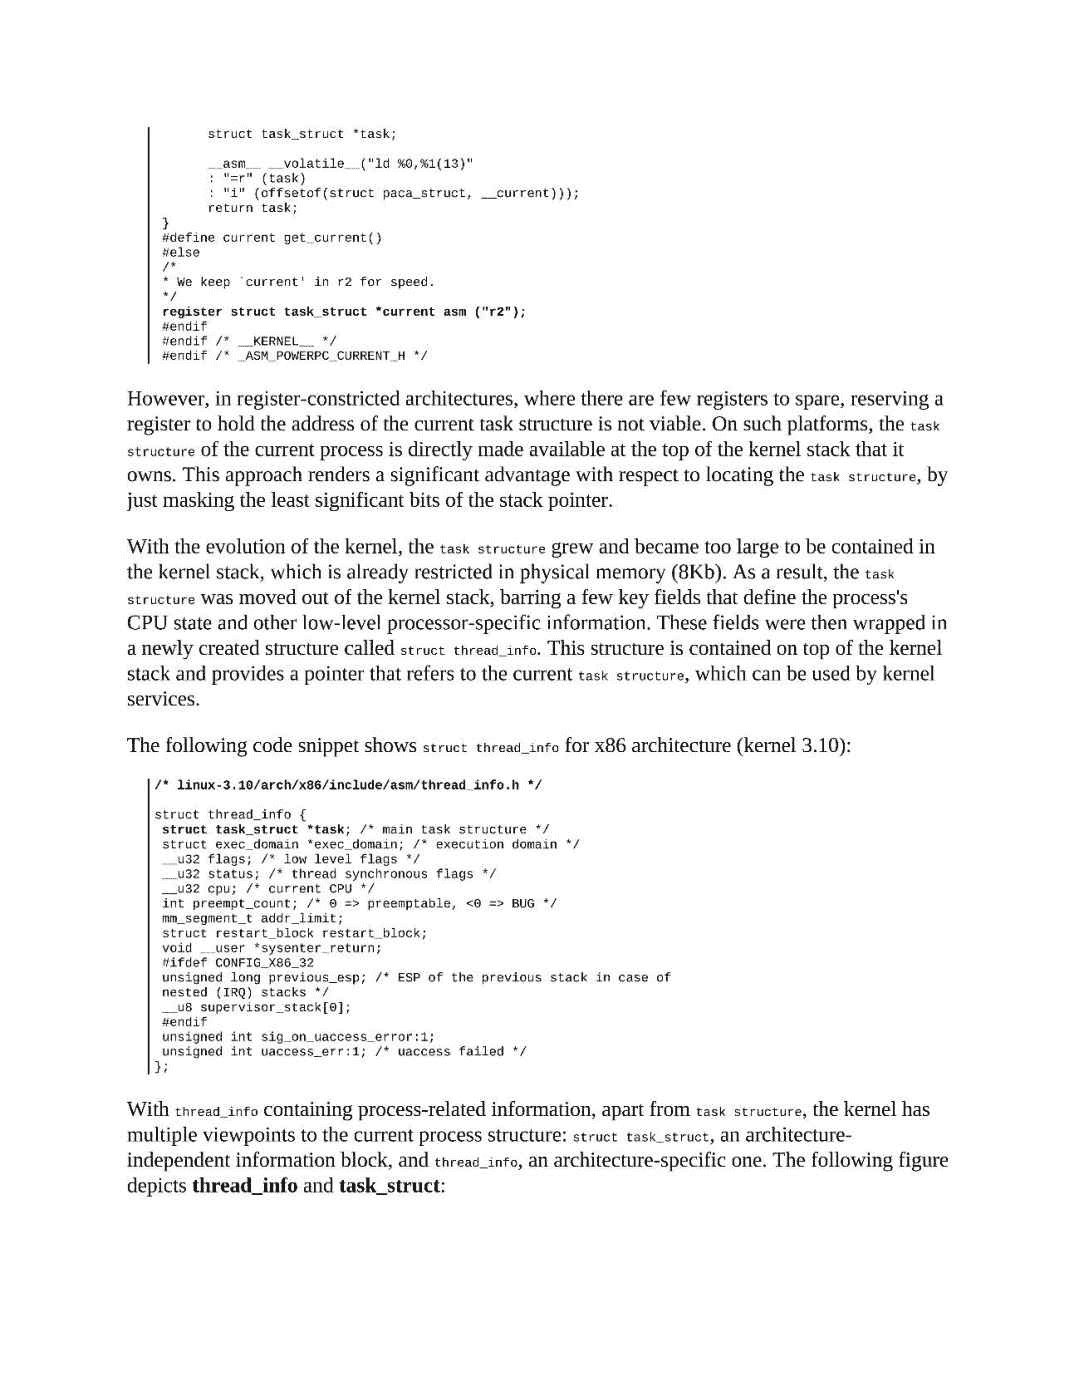 struct task_struct *task;
__asm__ __volatile__("ld %0,%1(13)"
: "=r" (task)
: "i" (offsetof(struct paca_struct, __current)));
return task;
}
#define current get_current()
#else
/*
* We keep `current' in r2 for speed.
*/
register struct task_struct *current asm ("r2");
#endif
#endif /* __KERNEL__ */
#endif /* _ASM_POWERPC_CURRENT_H */
However, in register-constricted architectures, where there are few registers to spare, reserving a
register to hold the address of the current task structure is not viable. On such platforms, the task
structure of the current process is directly made available at the top of the kernel stack that it
owns. This approach renders a significant advantage with respect to locating the task structure, by
just masking the least significant bits of the stack pointer.
With the evolution of the kernel, the task structure grew and became too large to be contained in
the kernel stack, which is already restricted in physical memory (8Kb). As a result, the task
structure was moved out of the kernel stack, barring a few key fields that define the process's
CPU state and other low-level processor-specific information. These fields were then wrapped in
a newly created structure called struct thread_info. This structure is contained on top of the kernel
stack and provides a pointer that refers to the current task structure, which can be used by kernel
services.
The following code snippet shows struct thread_info for x86 architecture (kernel 3.10):
/* linux-3.10/arch/x86/include/asm/thread_info.h */
struct thread_info {
struct task_struct *task; /* main task structure */
struct exec_domain *exec_domain; /* execution domain */
__u32 flags; /* low level flags */
__u32 status; /* thread synchronous flags */
__u32 cpu; /* current CPU */
int preempt_count; /* 0 => preemptable, <0 => BUG */
mm_segment_t addr_limit;
struct restart_block restart_block;
void __user *sysenter_return;
#ifdef CONFIG_X86_32
unsigned long previous_esp; /* ESP of the previous stack in case of
nested (IRQ) stacks */
__u8 supervisor_stack[0];
#endif
unsigned int sig_on_uaccess_error:1;
unsigned int uaccess_err:1; /* uaccess failed */
};
With thread_info containing process-related information, apart from task structure, the kernel has
multiple viewpoints to the current process structure: struct task_struct, an architecture-
independent information block, and thread_info, an architecture-specific one. The following figure
depicts thread_info and task_struct: